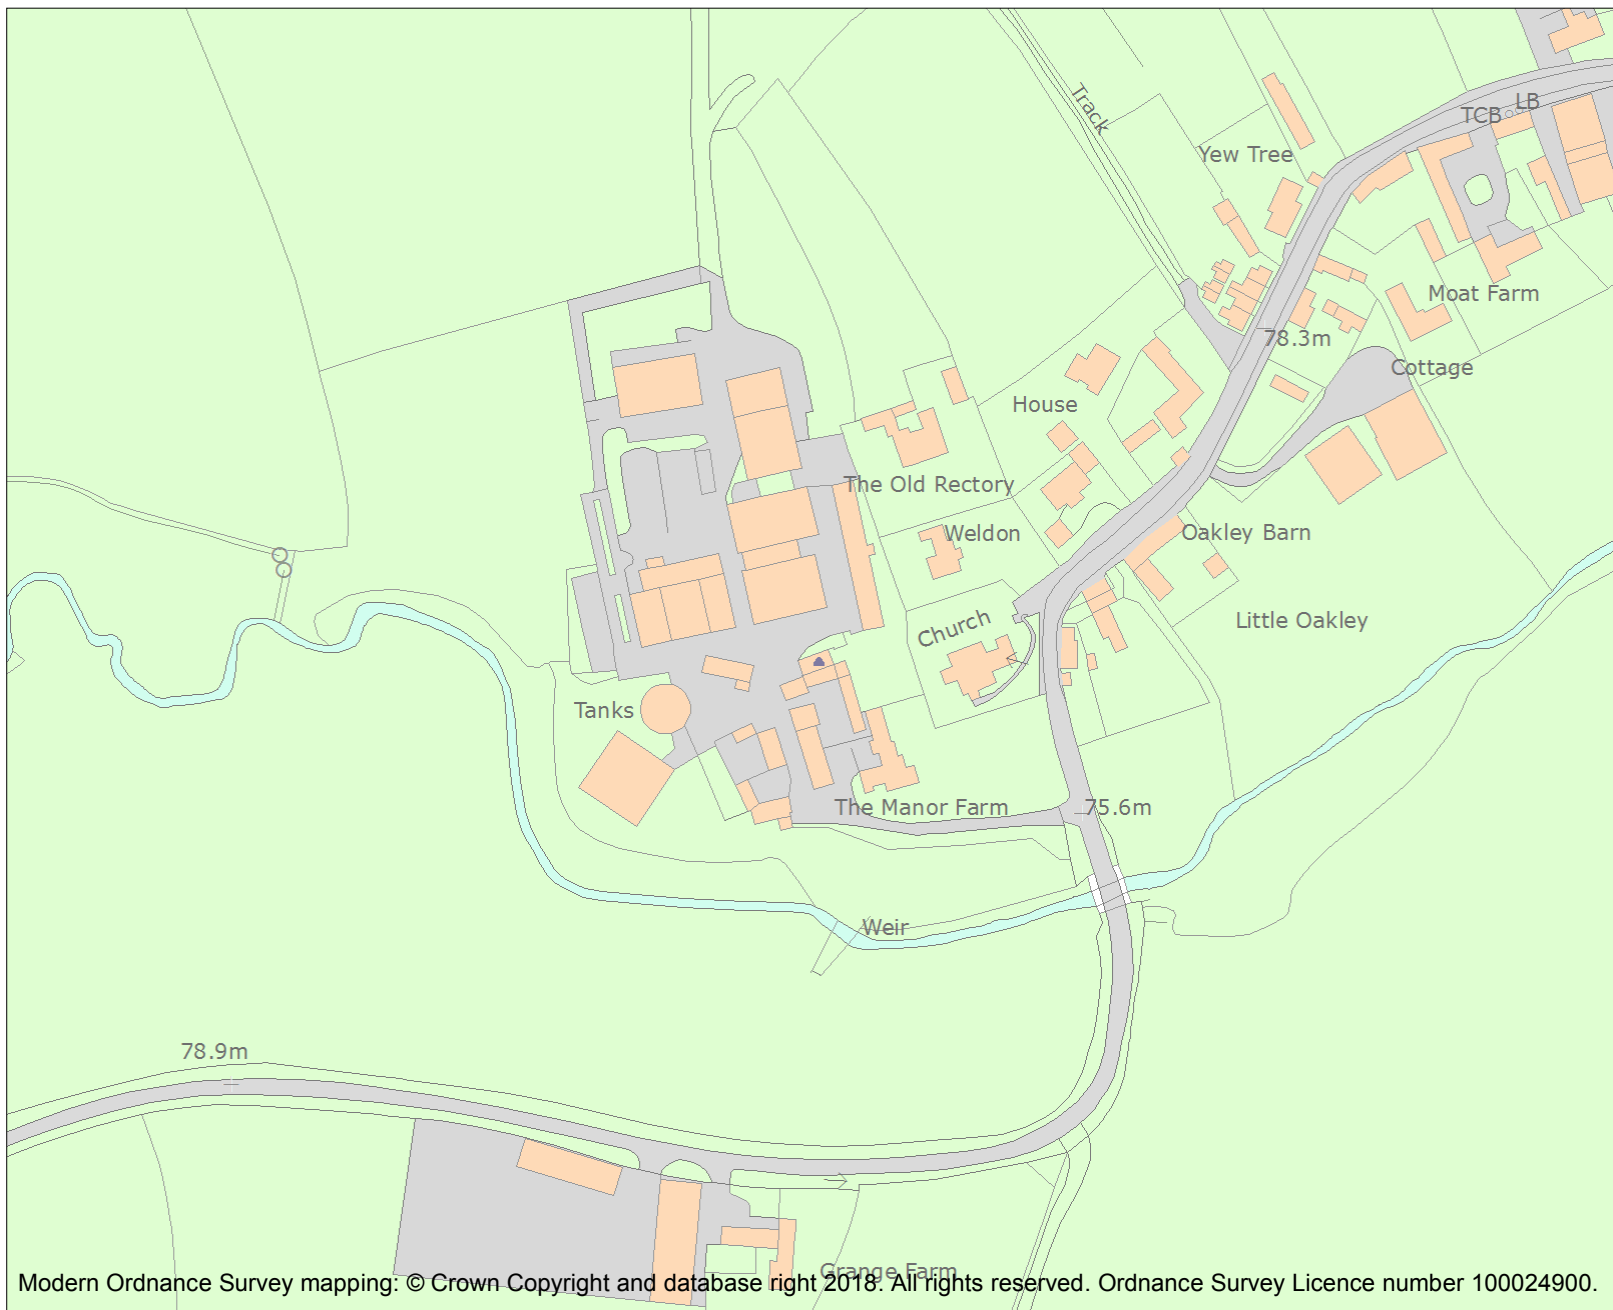 Track
LB
TCB
Yew Tree
Moat Farm
78.3m
Cottage
House
The Old Rectory
Weldon
Oakley Barn
Church
Little Oakley
Tanks
The Manor Farm
75.6m
Weir
78.9m
Grange Farm
Modern Ordnance Survey mapping: © Crown Copyright and database right 2018. All rights reserved. Ordnance Survey Licence number 100024900.